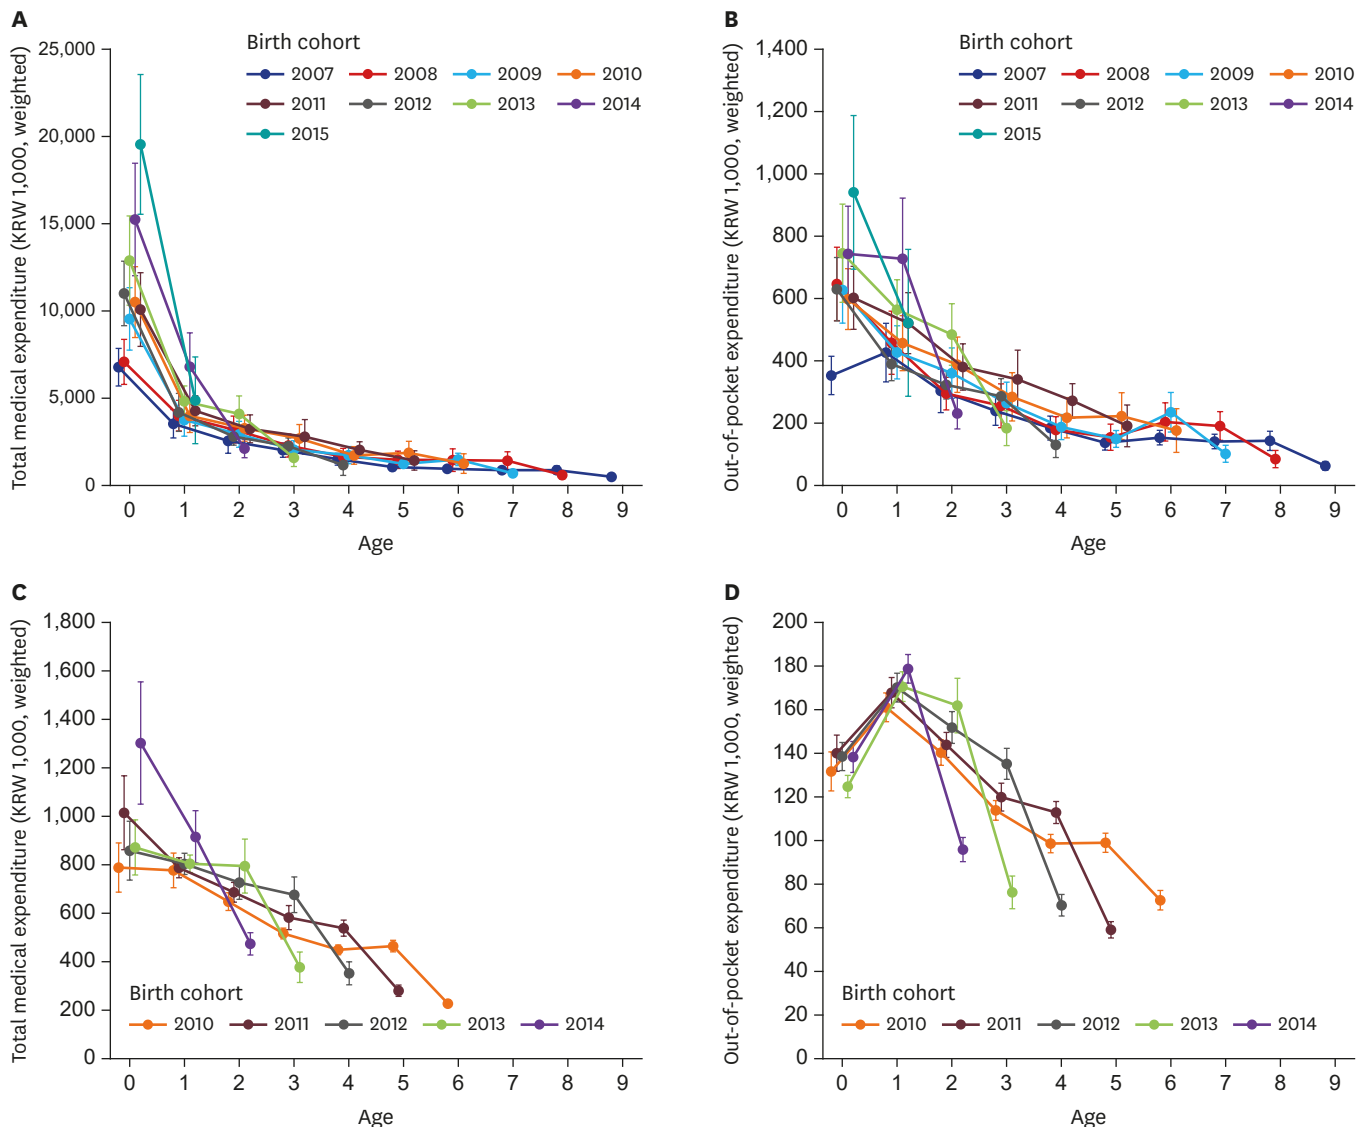 A
Total medical expenditure (KRW 1,000, weighted)
25,000
20,000
15,000
10,000
5,000
0
Birth cohort
2007 2008 2009 2010
2011 2012 2013 2014
2015
0 1 2 3 4 5 6 7 8 9
Age
B
Out-of-pocket expenditure (KRW 1,000, weighted)
1,400
1,200
1,000
800
600
400
200
0
Birth cohort
2007 2008 2009 2010
2011 2012 2013 2014
2015
0 1 2 3 4 5 6 7 8 9
Age
C
Total medical expenditure (KRW 1,000, weighted)
1,800
1,600
1,400
1,200
1,000
800
600
400
200
0
Birth cohort
2010 2011 2012 2013 2014
0 1 2 3 4 5 6 7 8 9
Age
D
Out-of-pocket expenditure (KRW 1,000, weighted)
200
180
160
140
120
100
80
60
40
20
0
Birth cohort
2010 2011 2012 2013 2014
0 1 2 3 4 5 6 7 8 9
Age